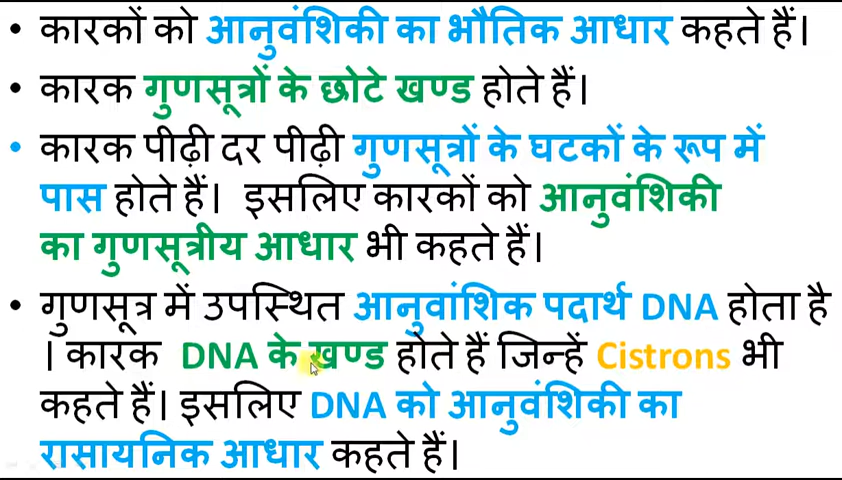 • कारकों को आनुवंशिकी का भौतिक आधार कहते हैं।
• कारक गुणसूत्रों के छोटे खण्ड होते हैं।
• कारक पीढ़ी दर पीढ़ी गुणसूत्रों के घटकों के रूप में
पास होते हैं। इसलिए कारकों को आनुवंशिकी
का गुणसूत्रीय आधार भी कहते हैं।
• गुणसूत्र में उपस्थित आनुवांशिक पदार्थ DNA होता है
। कारक DNA के खण्ड होते हैं जिन्हें Cistrons भी
कहते हैं। इसलिए DNA को आनुवंशिकी का
रासायनिक आधार कहते हैं।